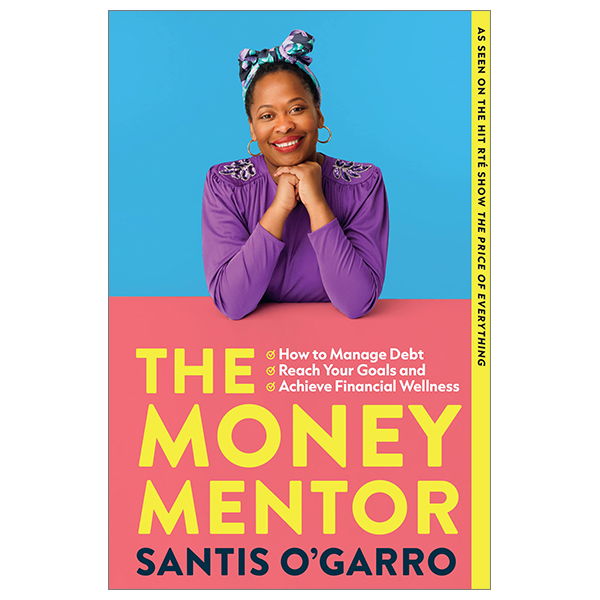 AS SEEN ON THE HIT RTÉ SHOW THE PRICE OF EVERYTHING
THE
How to Manage Debt
Reach Your Goals and
Achieve Financial Wellness
MONEY
MENTOR
SANTIS O'GARRO